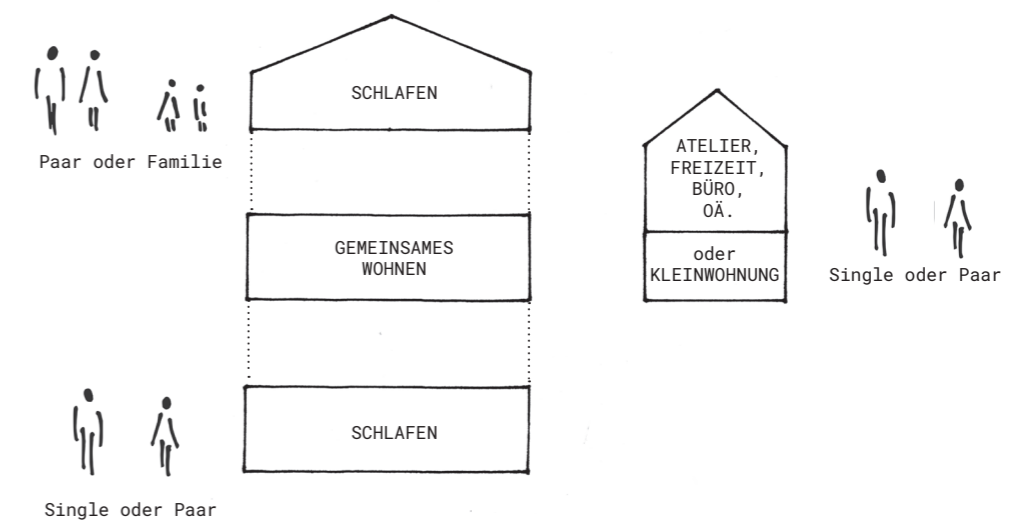 SCHLAFEN
Paar oder Familie
GEMEINSAMES
WOHNEN
SCHLAFEN
Single oder Paar
ATELIER,
FREIZEIT,
BÜRO,
OÄ.
oder
KLEINWOHNUNG
Single oder Paar